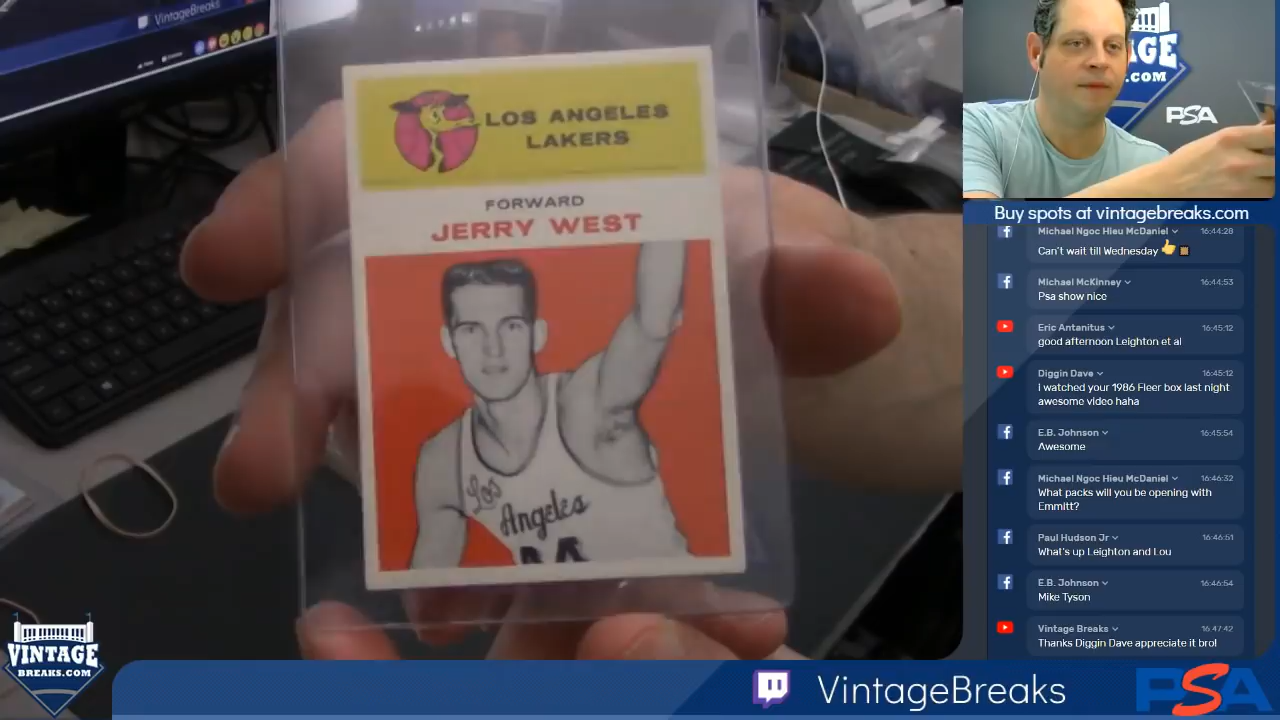 VintageBreaks
LOS ANGELES
LAKERS
FORWARD
JERRY WEST
Los
Angeles
44
VINTAGE
BREAKS.COM
AGE
.COM
PSA
Buy spots at vintagebreaks.com
Michael Ngoc Hieu McDaniel 16:44:28
Can't wait till Wednesday 👍
Michael McKinney 16:44:53
Psa show nice
Eric Antanitus 16:45:12
good afternoon Leighton et al
Diggin Dave 16:45:12
I watched your 1986 Fleer box last night
awesome video haha
E.B. Johnson 16:45:54
Awesome
Michael Ngoc Hieu McDaniel 16:46:32
What packs will you be opening with
Emmitt?
Paul Hudson Jr 16:46:51
What's up Leighton and Lou
E.B. Johnson 16:46:54
Mike Tyson
Vintage Breaks 16:47:42
Thanks Diggin Dave appreciate it bro!
VintageBreaks
PSA